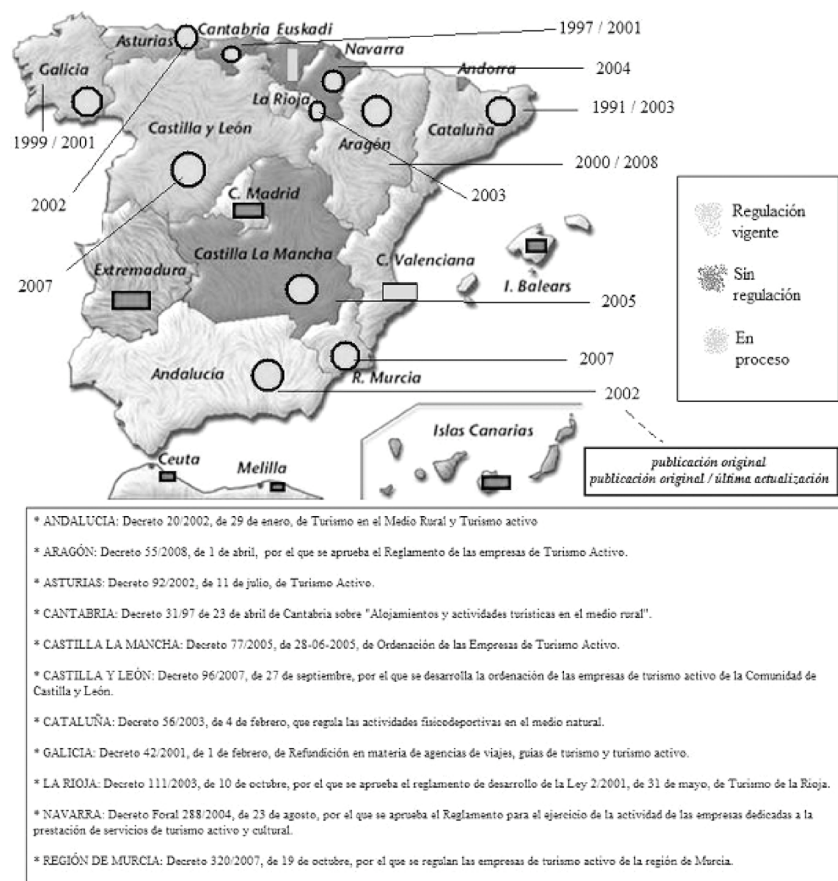 Cantabria Euskadi
1997 / 2001
Asturias
Navarra
Galicia
2004
Andorra
La Rioja
1991 / 2003
Castilla y León
Cataluña
Aragón
1999 / 2001
2000 / 2008
C. Madrid
2003
2002
Regulación
vigente
Castilla La Mancha
C. Valenciana
Extremadura
Sin
regulación
2007
I. Balears
2005
En
proceso
2007
Andalucía
R. Murcia
2002
Islas Canarias
Ceuta
Melilla
publicación original
publicación original / última actualización
* ANDALUCIA: Decreto 20/2002, de 29 de enero, de Turismo en el Medio Rural y Turismo activo
* ARAGÓN: Decreto 55/2008, de 1 de abril, por el que se aprueba el Reglamento de las empresas de Turismo Activo.
* ASTURIAS: Decreto 92/2002, de 11 de julio, de Turismo Activo.
* CANTABRIA: Decreto 31/97 de 23 de abril de Cantabria sobre "Alojamientos y actividades turísticas en el medio rural".
* CASTILLA LA MANCHA: Decreto 77/2005, de 28-06-2005, de Ordenación de las Empresas de Turismo Activo.
* CASTILLA Y LEÓN: Decreto 96/2007, de 27 de septiembre, por el que se desarrolla la ordenación de las empresas de turismo activo de la Comunidad de
Castilla y León.
* CATALUÑA: Decreto 56/2003, de 4 de febrero, que regula las actividades fisicodeportivas en el medio natural.
* GALICIA: Decreto 42/2001, de 1 de febrero, de Refundición en materia de agencias de viajes, guias de turismo y turismo activo.
* LA RIOJA: Decreto 111/2003, de 10 de octubre, por el que se aprueba el reglamento de desarrollo de la Ley 2/2001, de 31 de mayo, de Turismo de la Rioja.
* NAVARRA: Decreto Foral 288/2004, de 23 de agosto, por el que se aprueba el Reglamento para el ejercicio de la actividad de las empresas dedicadas a la
prestación de servicios de turismo activo y cultural.
* REGIÓN DE MURCIA: Decreto 320/2007, de 19 de octubre, por el que se regulan las empresas de turismo activo de la región de Murcia.